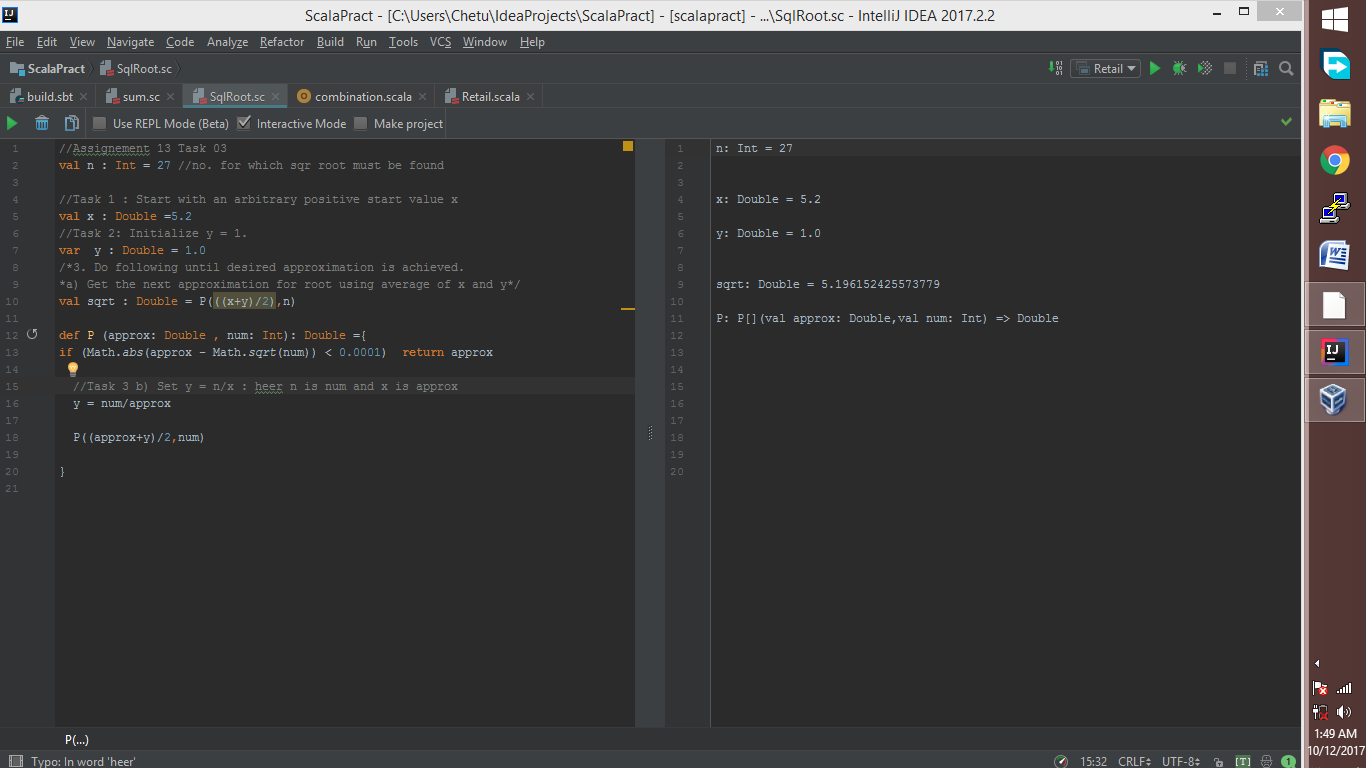 ScalaPract - [C:\Users\Chetu\IdeaProjects\ScalaPract] - [scalapract] - ...\SqlRoot.sc - IntelliJ IDEA 2017.2.2
File Edit View Navigate Code Analyze Refactor Build Run Tools VCS Window Help
ScalaPract SqlRoot.sc Retail
build.sbt sum.sc SqlRoot.sc combination.scala Retail.scala
Use REPL Mode (Beta) Interactive Mode Make project
1 //Assignement 13 Task 03
2 val n : Int = 27 //no. for which sqr root must be found
3
4 //Task 1 : Start with an arbitrary positive start value x
5 val x : Double =5.2
6 //Task 2: Initialize y = 1.
7 var  y : Double = 1.0
8 /*3. Do following until desired approximation is achieved.
9 *a) Get the next approximation for root using average of x and y*/
10 val sqrt : Double = P(((x+y)/2),n)
11
12 def P (approx: Double , num: Int): Double ={
13 if (Math.abs(approx - Math.sqrt(num)) < 0.0001)  return approx
14
15 //Task 3 b) Set y = n/x : heer n is num and x is approx
16 y = num/approx
17
18 P((approx+y)/2,num)
19
20 }
21
1 n: Int = 27
2
3
4 x: Double = 5.2
5
6 y: Double = 1.0
7
8
9 sqrt: Double = 5.196152425573779
10
11 P: P[](val approx: Double,val num: Int) => Double
12
13
14
15
16
17
18
19
20
P(...)
Typo: In word 'heer' 15:32 CRLF UTF-8 [T] 1
1:49 AM
10/12/2017